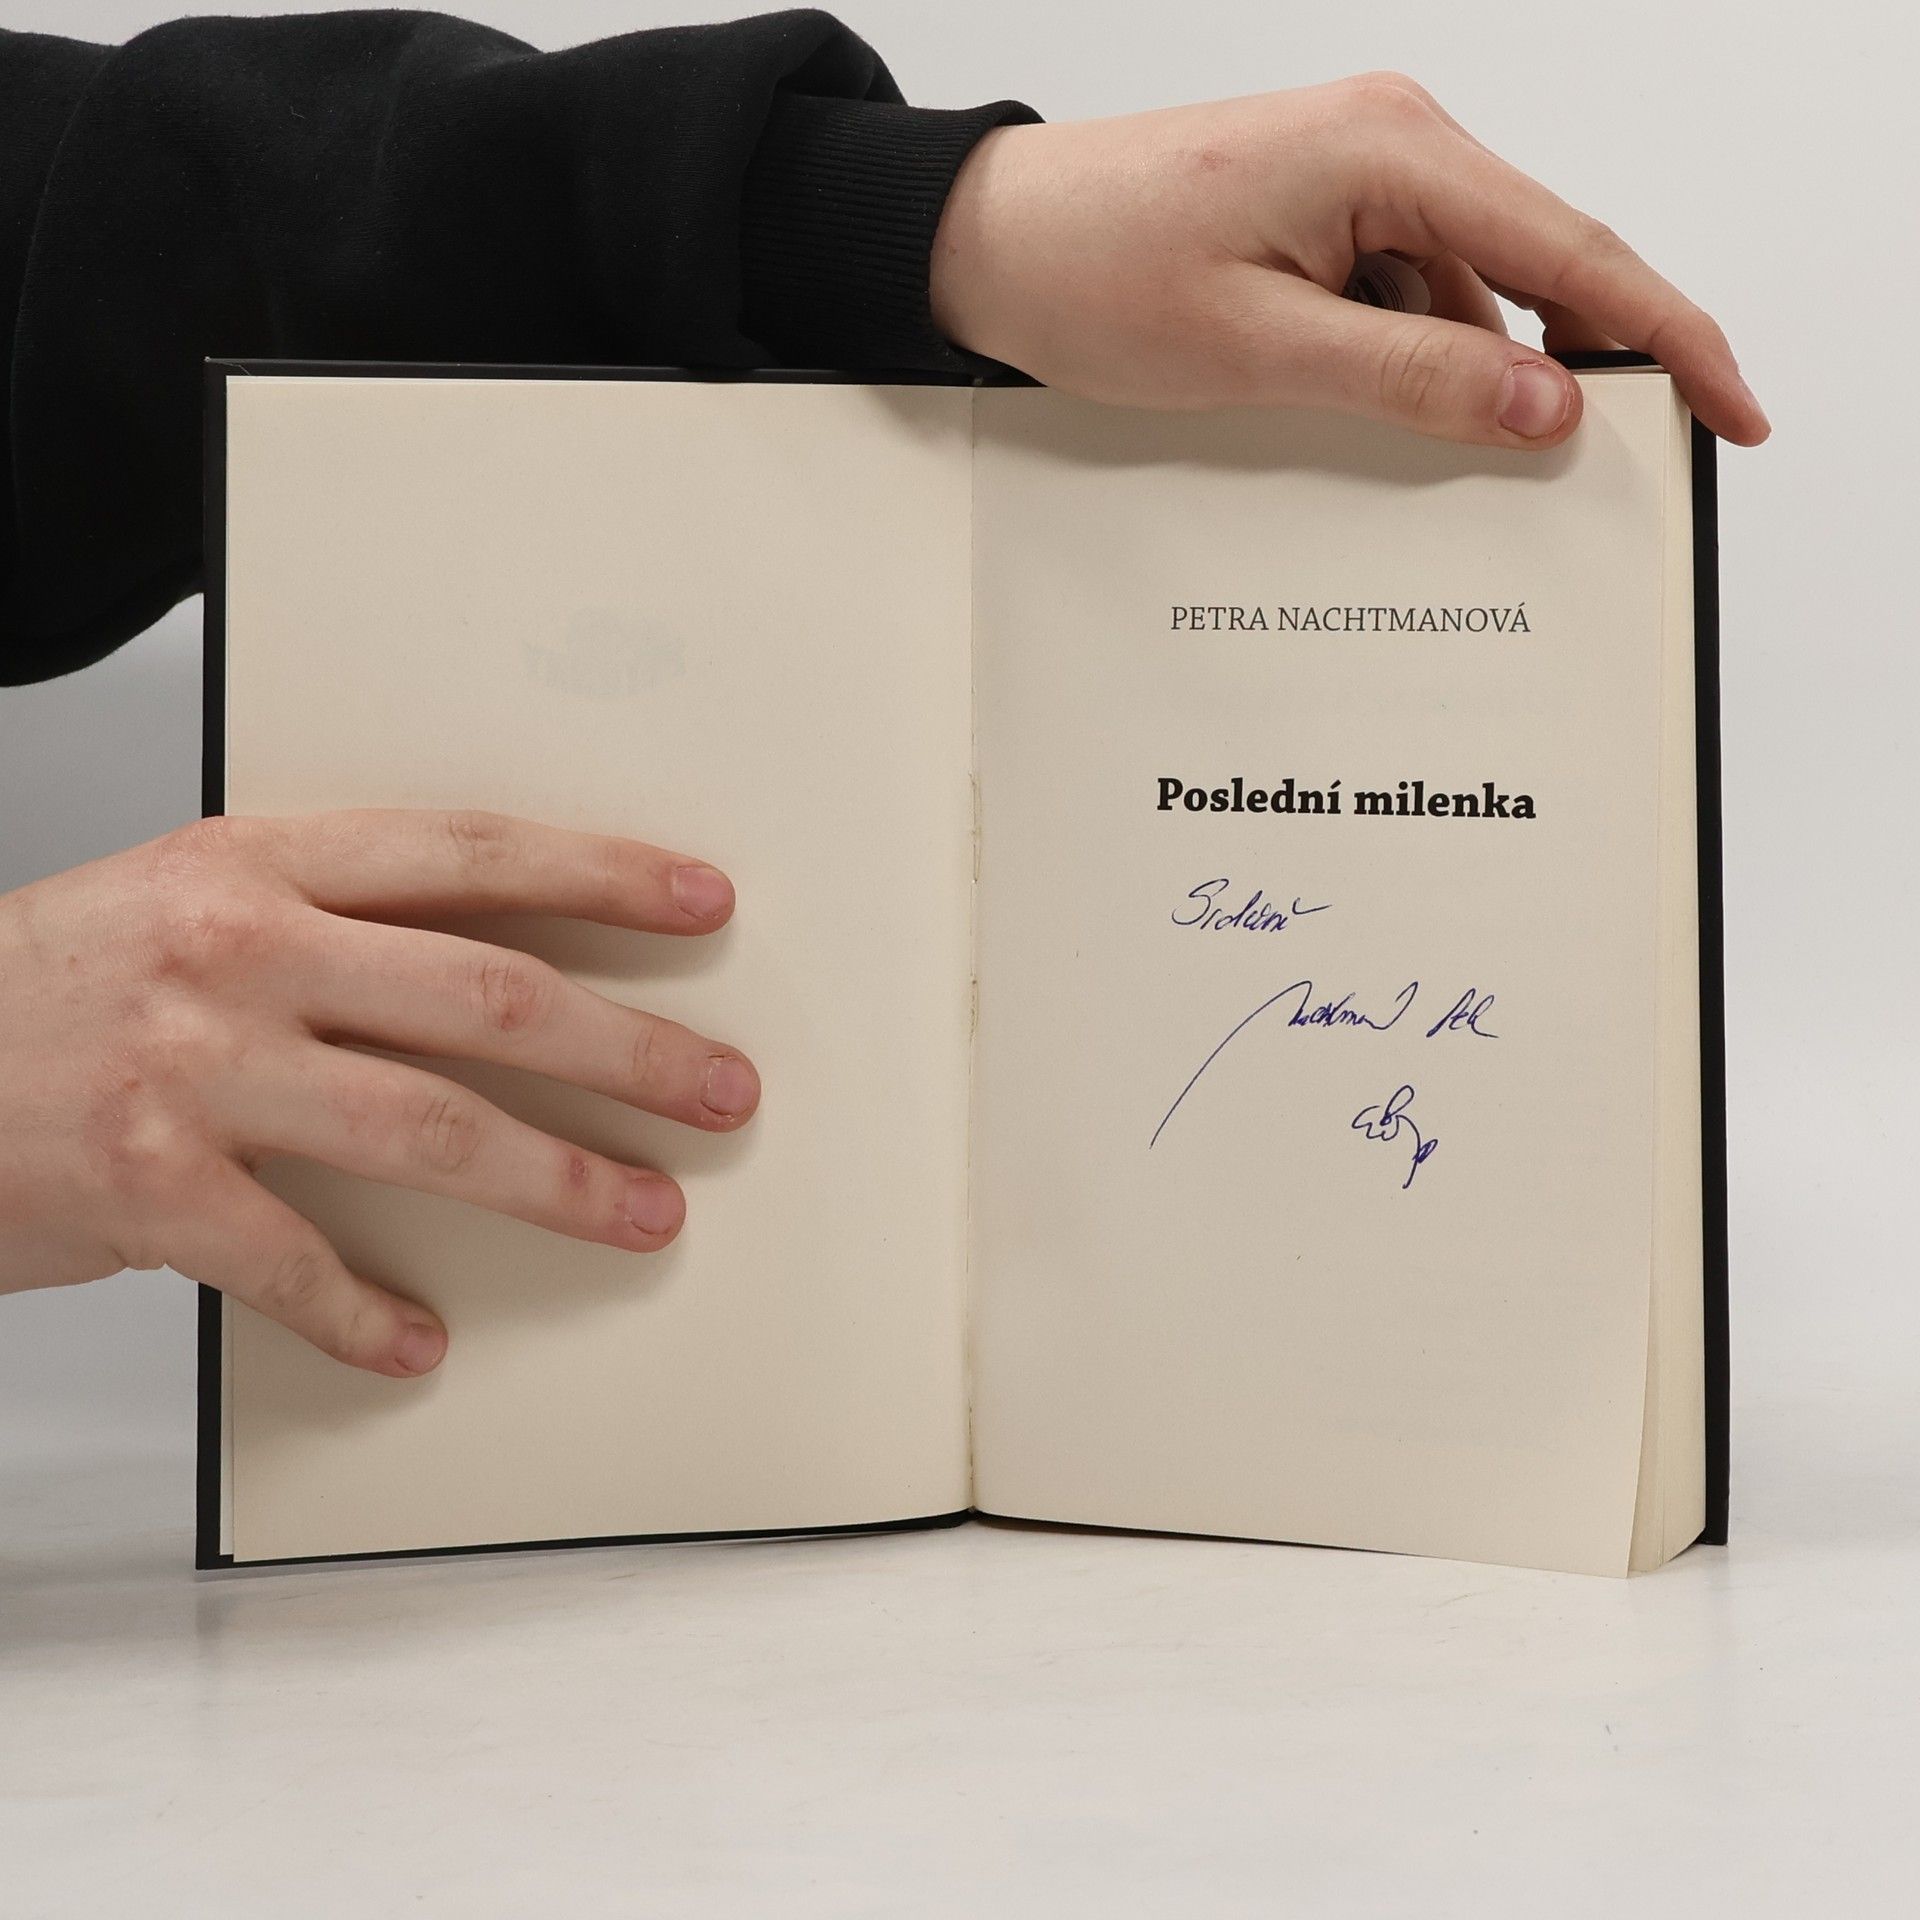 PETRA NACHTMANOVÁ
Poslední milenka
Srdečně